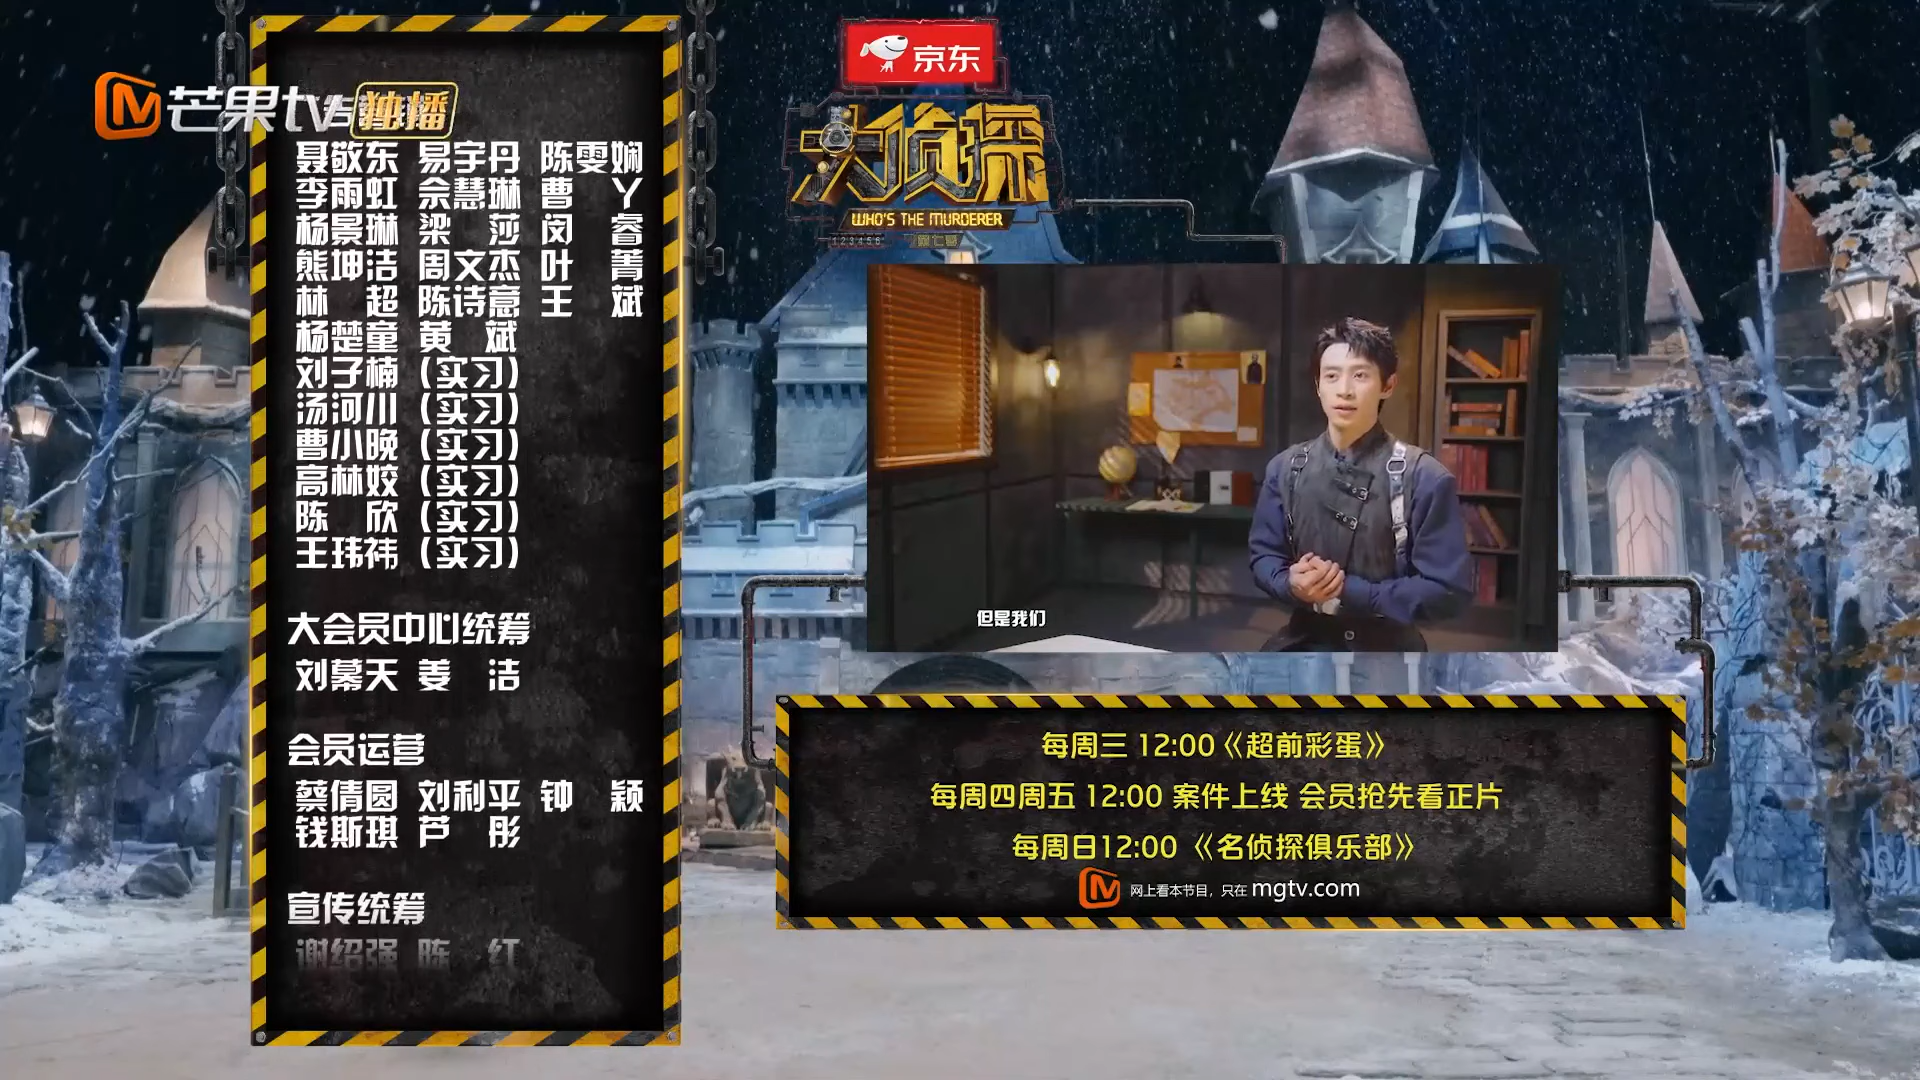 芒果tv 独播
聂敬东 易宇丹 陈雯娴
李雨虹 佘慧琳 曹丫
杨景琳 梁莎 闵睿
熊坤洁 周文杰 叶菁
林超 陈诗意 王斌
杨楚童 黄斌
刘子楠（实习）
汤河川（实习）
曹小晚（实习）
高林姣（实习）
陈欣（实习）
王玮祎（实习）
大会员中心统筹
刘幕天 姜洁
会员运营
蔡倩圆 刘利平 钟颖
钱斯琪 芦彤
宣传统筹
谢绍强 陈红
京东
大侦探
WHO'S THE MURDERER
123456 第七季
但是我们
每周三 12:00《超前彩蛋》
每周四周五 12:00 案件上线 会员抢先看正片
每周日12:00 《名侦探俱乐部》
网上看本节目，只在 mgtv.com